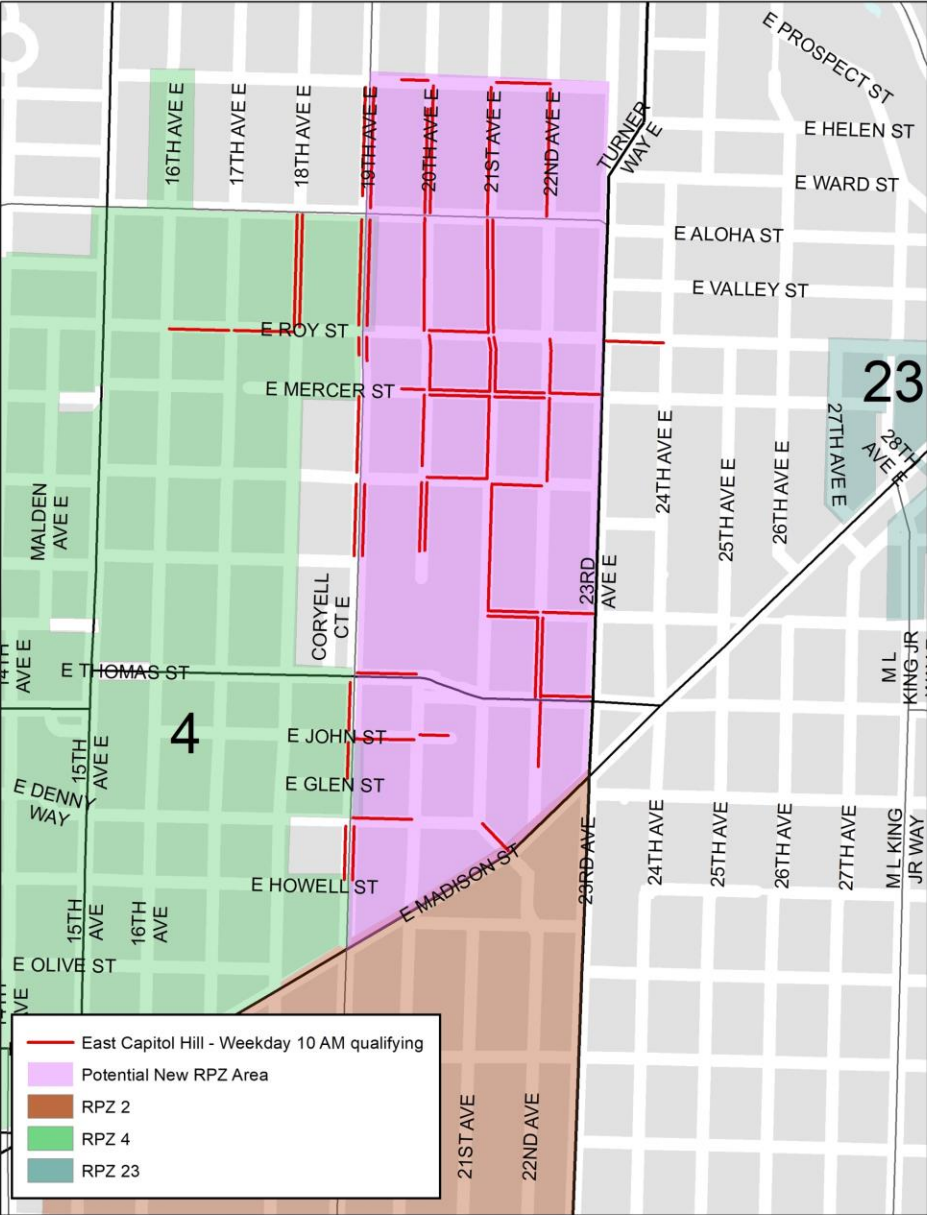 E PROSPECT ST
E HELEN ST
E WARD ST
E ALOHA ST
E VALLEY ST
16TH AVE E
17TH AVE E
18TH AVE E
19TH AVE E
20TH AVE E
21ST AVE E
22ND AVE E
TURNER
WAY E
E ROY ST
E MERCER ST
23
27TH AVE E
28TH
AVE E
24TH AVE E
25TH AVE E
26TH AVE E
MALDEN
AVE E
CORYELL
CT E
23RD
AVE E
14TH
AVE E
E THOMAS ST
M L
KING JR
4
15TH
AVE E
E JOHN ST
E GLEN ST
E DENNY
WAY
E HOWELL ST
E MADISON ST
23RD AVE
24TH AVE
25TH AVE
26TH AVE
27TH AVE
M L KING
JR WAY
15TH
AVE
16TH
AVE
E OLIVE ST
AVE
21ST AVE
22ND AVE
East Capitol Hill - Weekday 10 AM qualifying
Potential New RPZ Area
RPZ 2
RPZ 4
RPZ 23